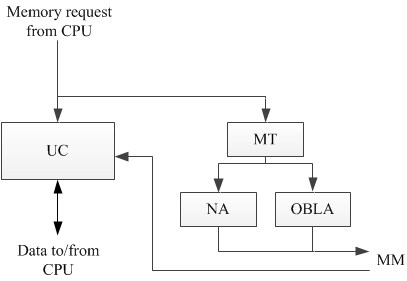 Memory request
from CPU
UC
MT
NA
OBLA
Data to/from
CPU
MM